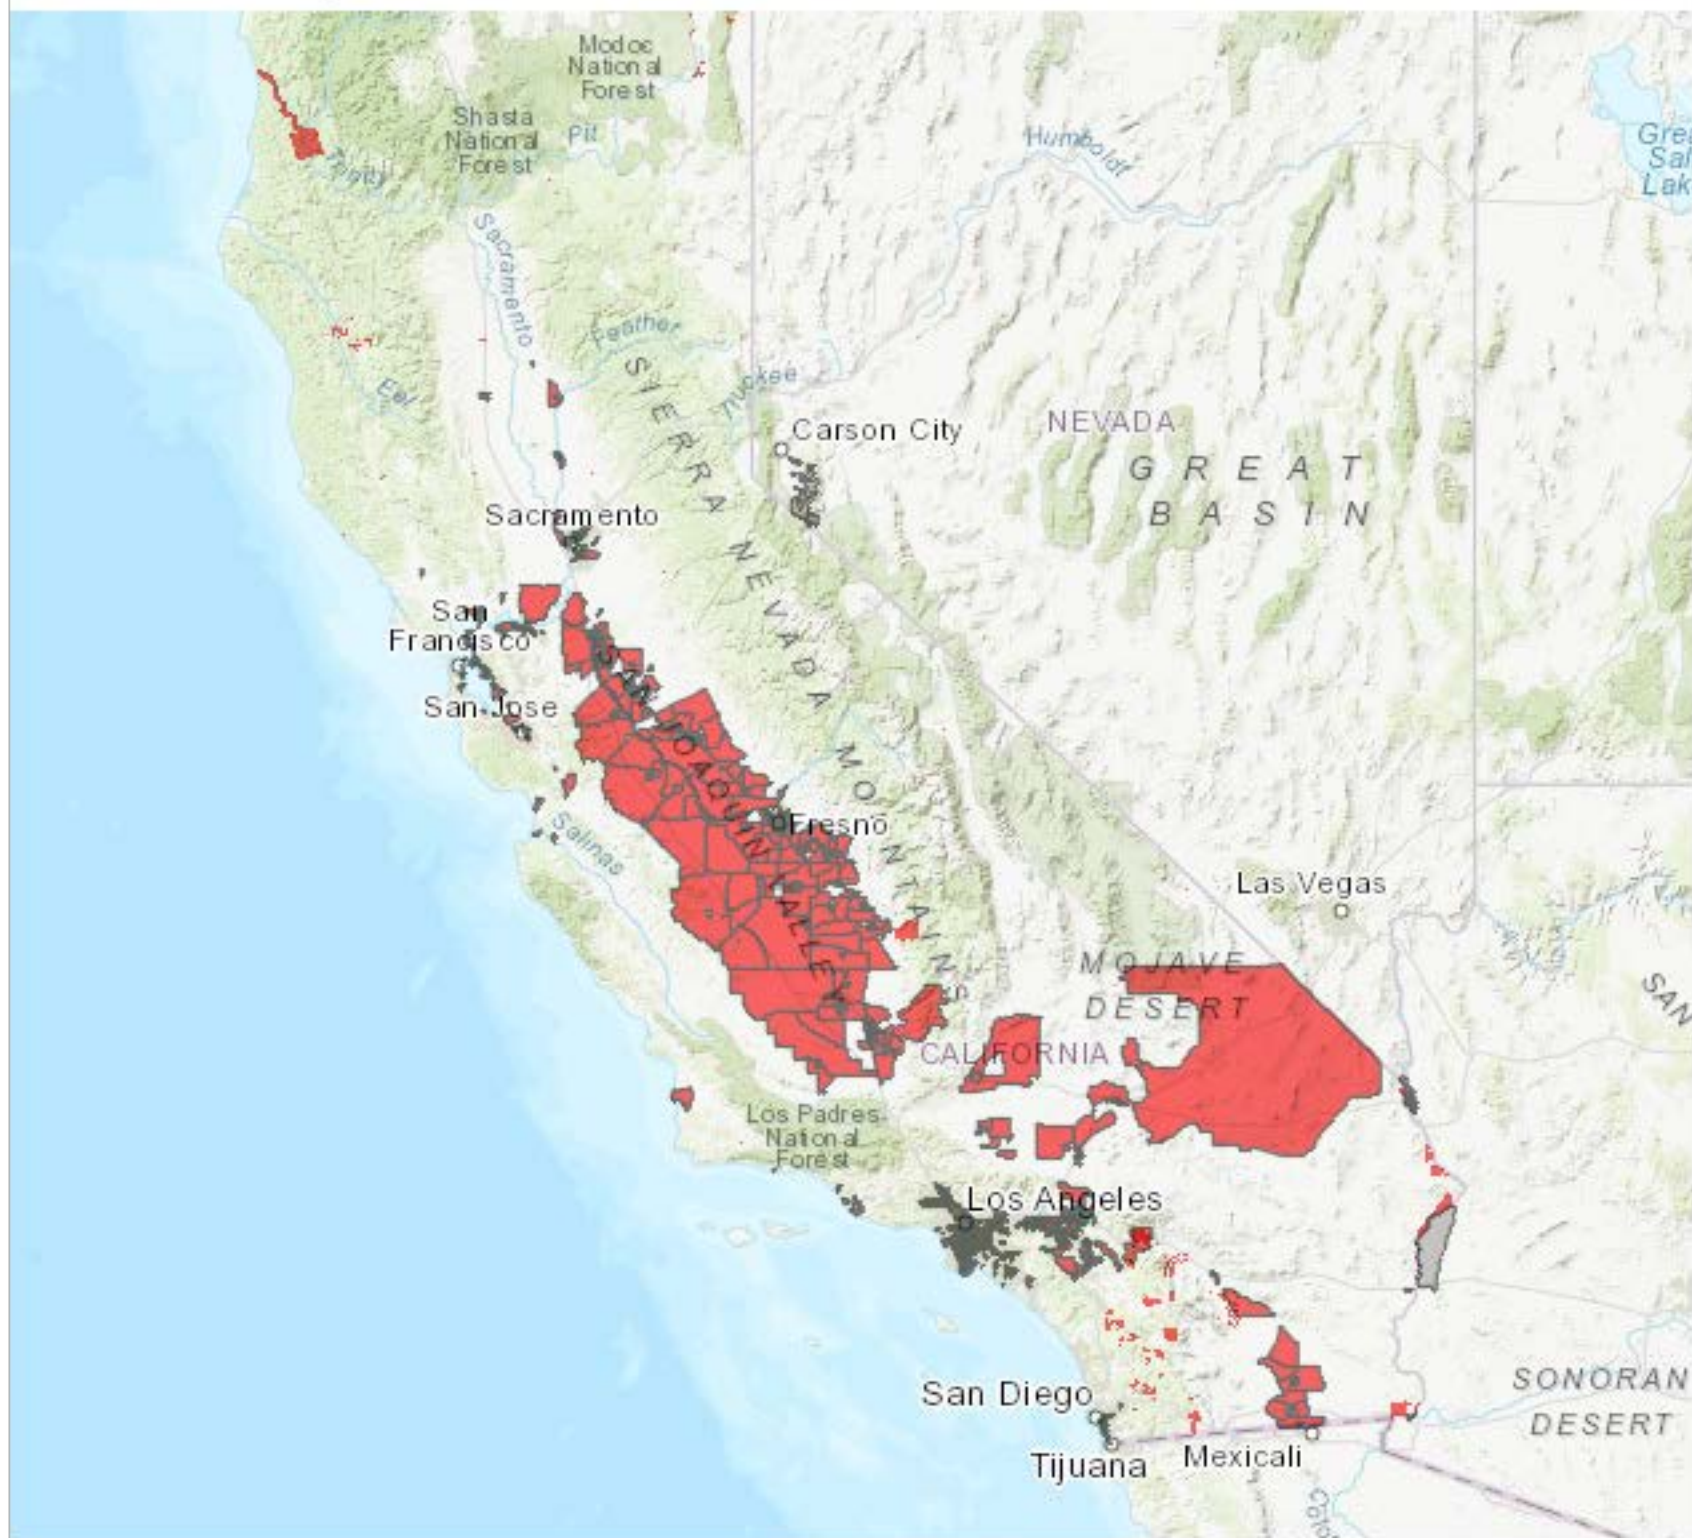 Modoc
National
Forest
Shasta
National
Forest
Pit
Trinity
Humboldt
Sacramento
Feather
Eel
Truckee
Carson City
NEVADA
GREAT
BASIN
SIERRA NEVADA MOUNTAINS
Sacramento
San
Francisco
San Jose
SAN JOAQUIN VALLEY
Salinas
Fresno
Las Vegas
MOJAVE
DESERT
CALIFORNIA
SAN
Los Padres
National
Forest
Los Angeles
San Diego
Tijuana
Mexicali
SONORAN
DESERT
Grea
Sal
Lak
Colo